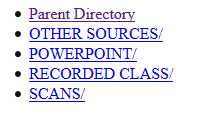 Parent Directory
OTHER SOURCES/
POWERPOINT/
RECORDED CLASS/
SCANS/